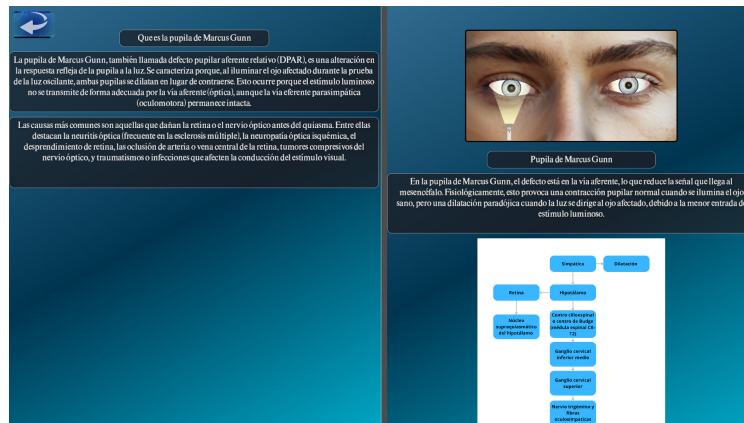 Que es la pupila de Marcus Gunn
La pupila de Marcus Gunn, también llamada defecto pupilar aferente relativo (DPAR), es una alteración en
la respuesta refleja de la pupila a la luz. Se caracteriza porque, al iluminar el ojo afectado durante la prueba
de la luz oscilante, ambas pupilas se dilatan en lugar de contraerse. Esto ocurre porque el estímulo luminoso
no se transmite de forma adecuada por la vía aferente (óptica), aunque la vía eferente parasimpática
(oculomotora) permanece intacta.
Las causas más comunes son aquellas que dañan la retina o el nervio óptico antes del quiasma. Entre ellas
destacan la neuritis óptica (frecuente en la esclerosis múltiple), la neuropatía óptica isquémica, el
desprendimiento de retina, las oclusión de arteria o vena central de la retina, tumores compresivos del
nervio óptico, y traumatismos o infecciones que afecten la conducción del estímulo visual.
Pupila de Marcus Gunn
En la pupila de Marcus Gunn, el defecto está en la vía aferente, lo que reduce la señal que llega al
mesencéfalo. Fisiológicamente, esto provoca una contracción pupilar normal cuando se ilumina el ojo
sano, pero una dilatación paradójica cuando la luz se dirige al ojo afectado, debido a la menor entrada de
estímulo luminoso.
Simpática
Dilatación
Retina
Hipotálamo
Núcleo
supraquiasmático
del hipotálamo
Centro cilioespinal
o centro de Budge
(médula espinal C8-
T2)
Ganglio cervical
inferior medio
Ganglio cervical
superior
Nervio trigémino y
fibras
oculosimpaticas